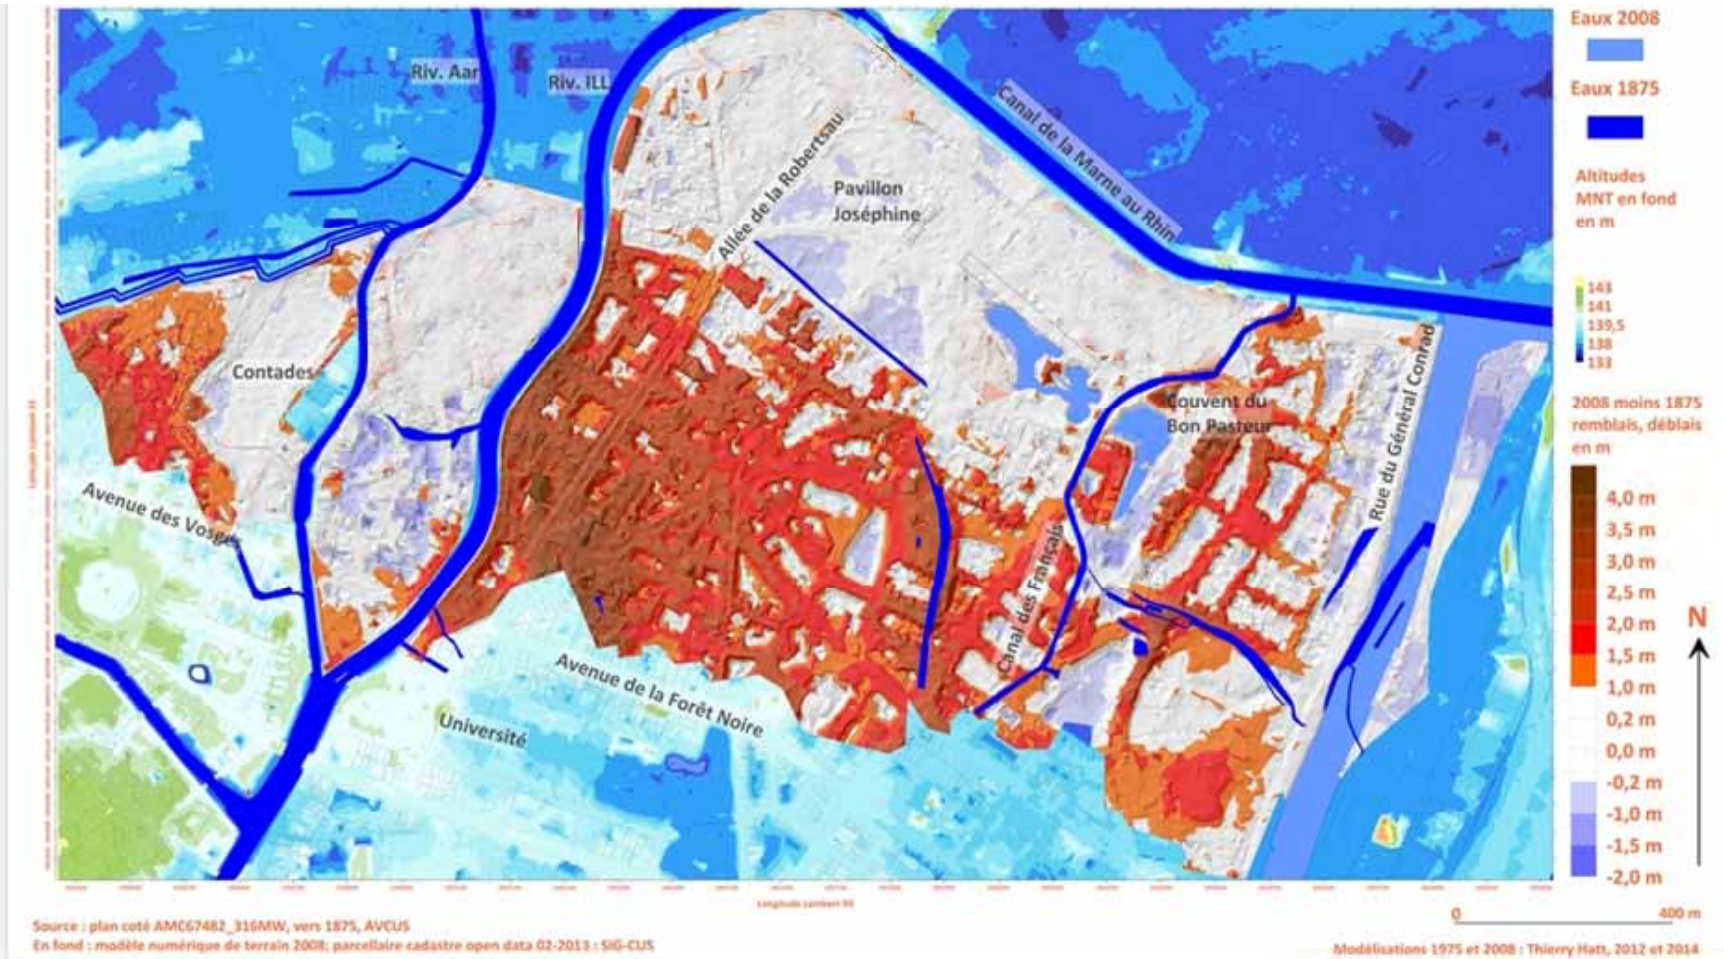 Eaux 2008
Eaux 1875
Altitudes
MNT en fond
en m
143
141
139,5
138
133
2008 moins 1875
remblais, déblais
en m
4,0 m
3,5 m
3,0 m
2,5 m
2,0 m
1,5 m
1,0 m
0,2 m
0,0 m
-0,2 m
-1,0 m
-1,5 m
-2,0 m
N
0 400 m
Riv. Aar
Riv. ILL
Canal de la Marne au Rhin
Allée de la Robertsau
Pavillon
Joséphine
Contades
Couvent du
Bon Pasteur
Rue du Général Conrad
Avenue des Vosges
Canal des Français
Avenue de la Forêt Noire
Université
Longitude Lambert 93
Source : plan coté AMC67482_316MW, vers 1875, AVCUS
En fond : modèle numérique de terrain 2008; parcellaire cadastre open data 02-2013 : SIG-CUS
Modélisations 1975 et 2008 : Thierry Hatt, 2012 et 2014